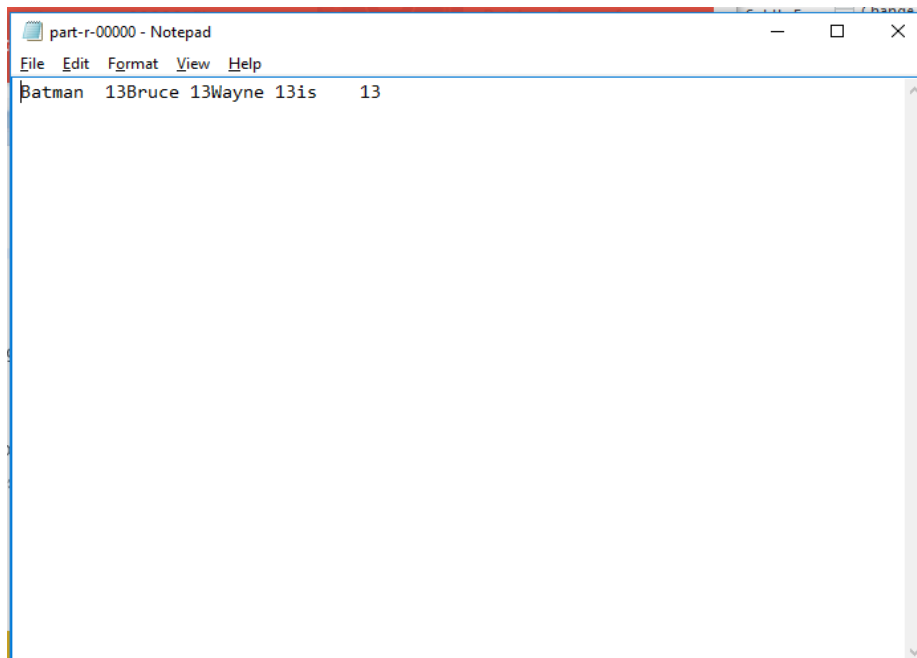 part-r-00000 - Notepad
File Edit Format View Help
Batman 13Bruce 13Wayne 13is 13